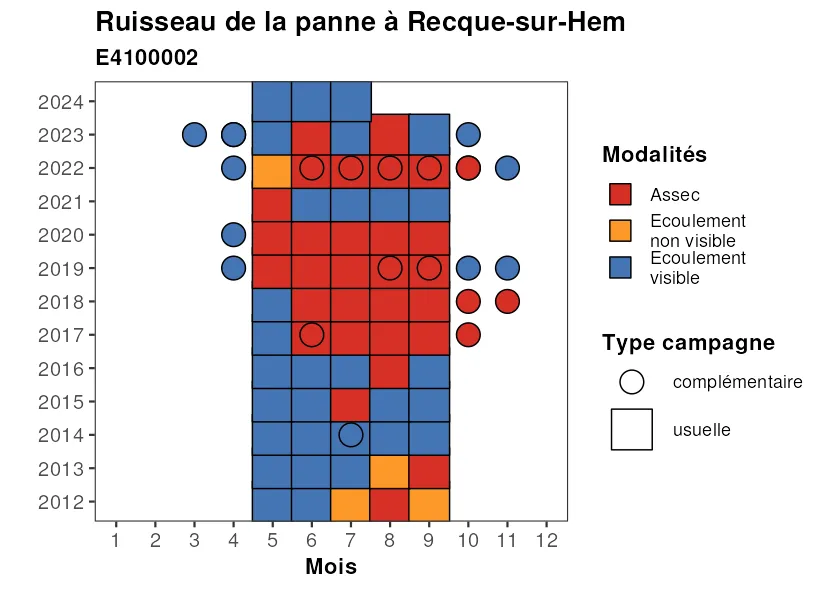 Ruisseau de la panne à Recque-sur-Hem
E4100002
2024
2023
2022
2021
2020
2019
2018
2017
2016
2015
2014
2013
2012
1 2 3 4 5 6 7 8 9 10 11 12
Mois
Modalités
Assec
Ecoulement
non visible
Ecoulement
visible
Type campagne
complémentaire
usuelle